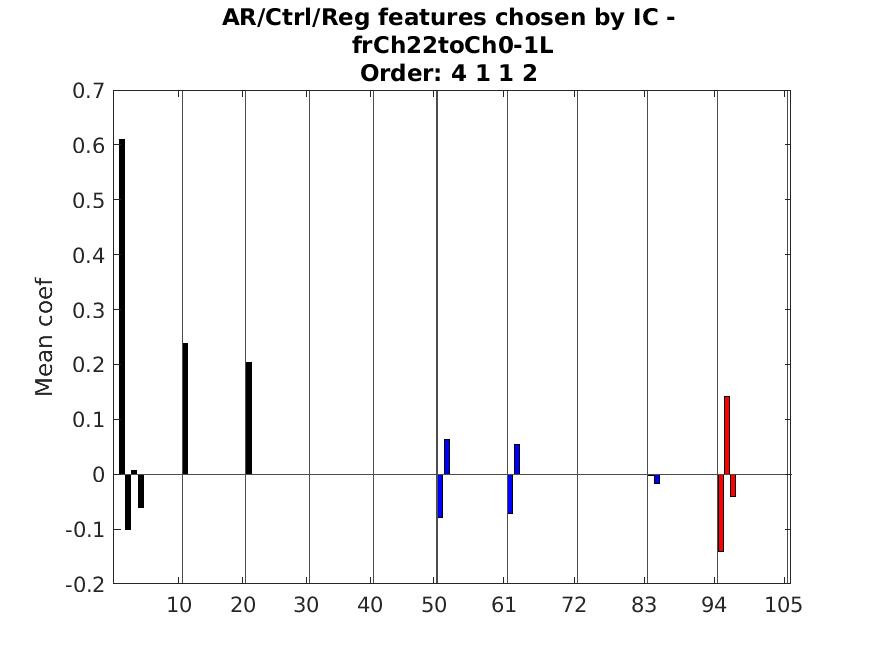 AR/Ctrl/Reg features chosen by IC -
frCh22toCh0-1L
Order: 4 1 1 2
0.7
0.6
0.5
0.4
0.3
0.2
0.1
0
-0.1
-0.2
Mean coef
10 20 30 40 50 61 72 83 94 105